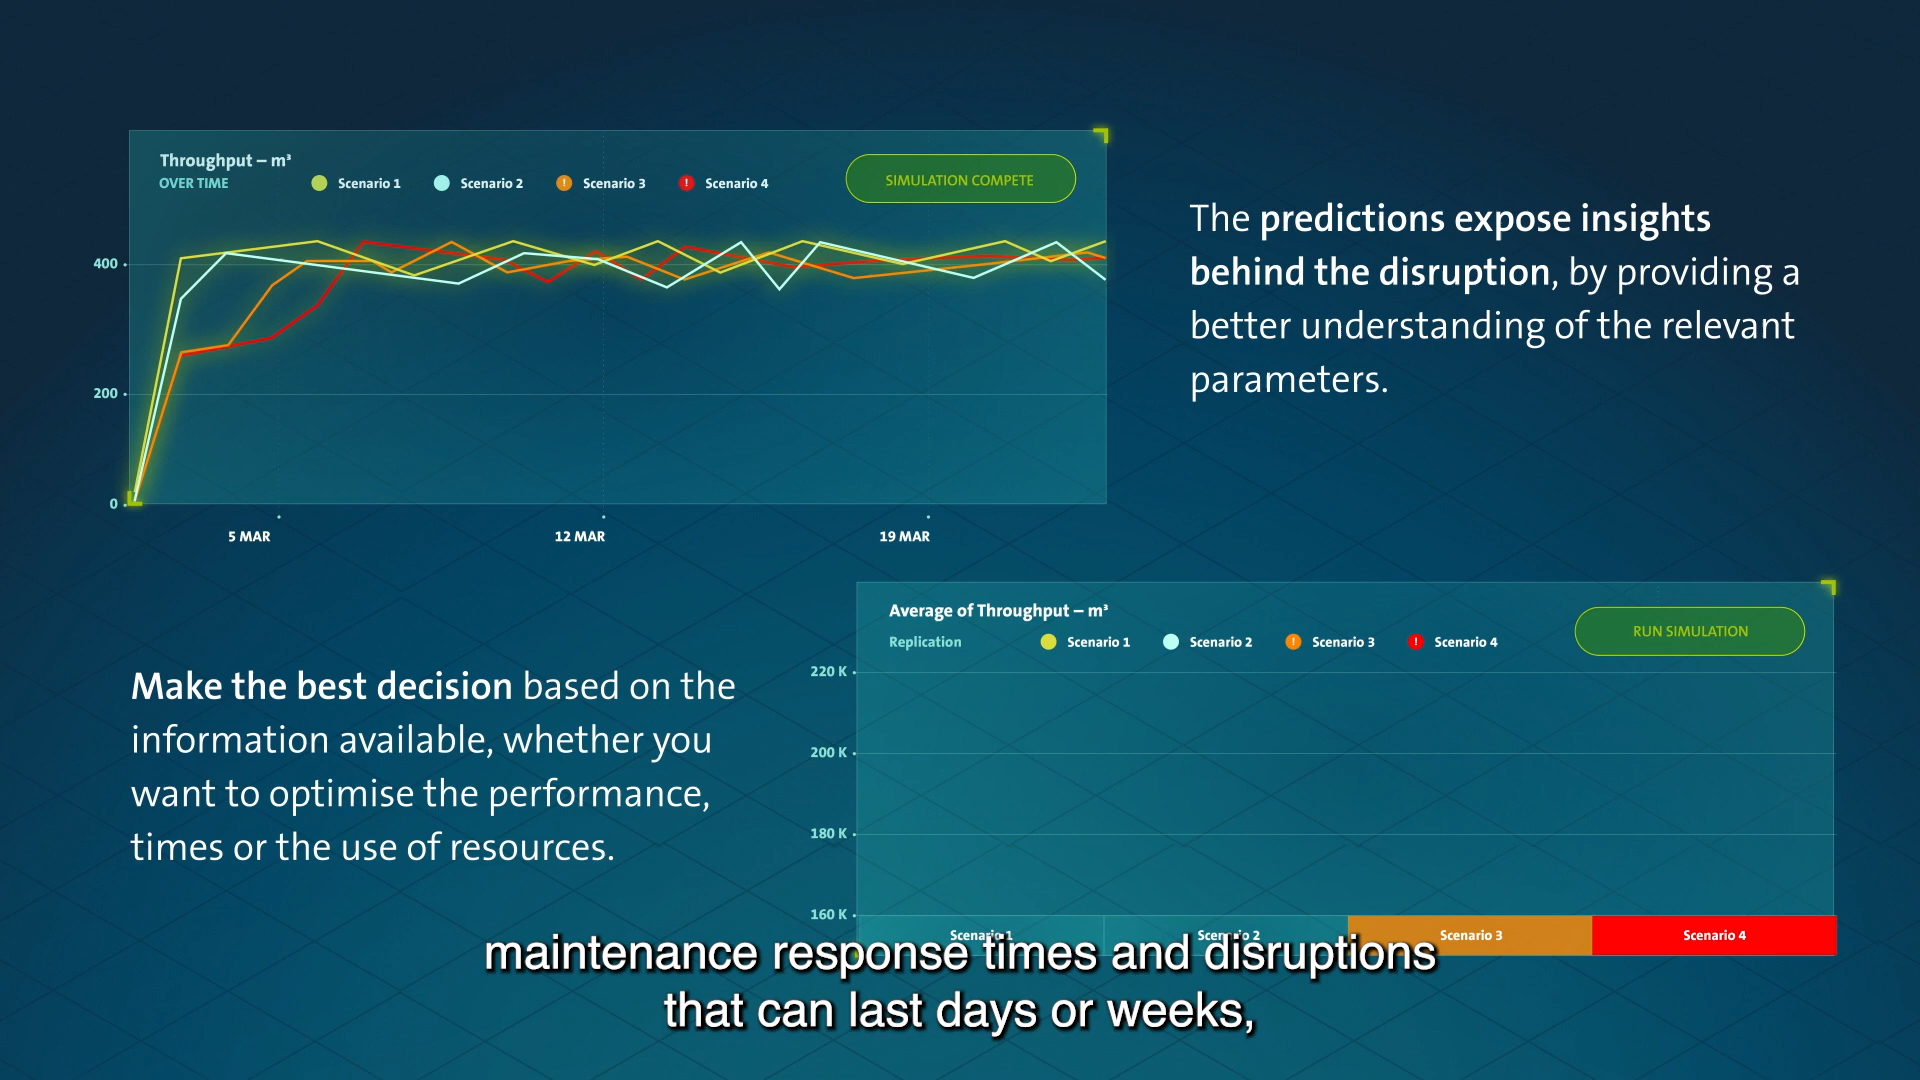 Throughput – m³
OVER TIME
Scenario 1
Scenario 2
! Scenario 3
! Scenario 4
SIMULATION COMPETE
400
200
0
5 MAR
12 MAR
19 MAR
The predictions expose insights
behind the disruption, by providing a
better understanding of the relevant
parameters.
Make the best decision based on the
information available, whether you
want to optimise the performance,
times or the use of resources.
Average of Throughput – m³
Replication
Scenario 1
Scenario 2
! Scenario 3
! Scenario 4
RUN SIMULATION
220 K
200 K
180 K
160 K
Scenario 1
Scenario 2
Scenario 3
Scenario 4
maintenance response times and disruptions
that can last days or weeks,